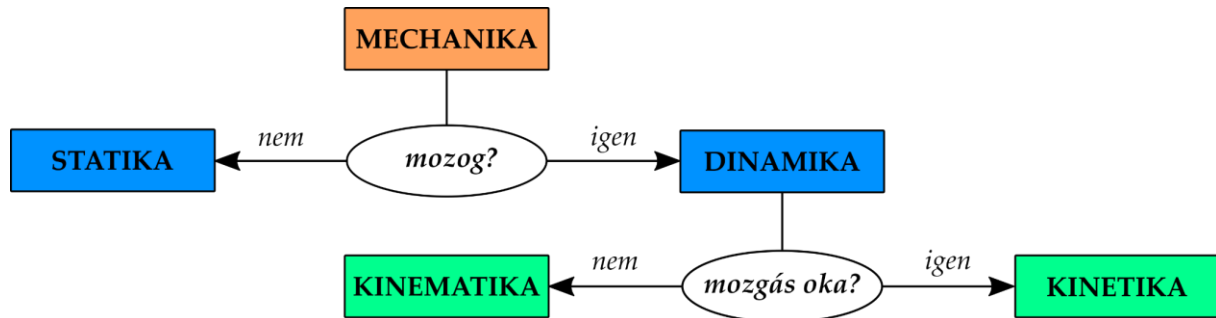 MECHANIKA
STATIKA
nem
mozog?
igen
DINAMIKA
KINEMATIKA
nem
mozgás oka?
igen
KINETIKA